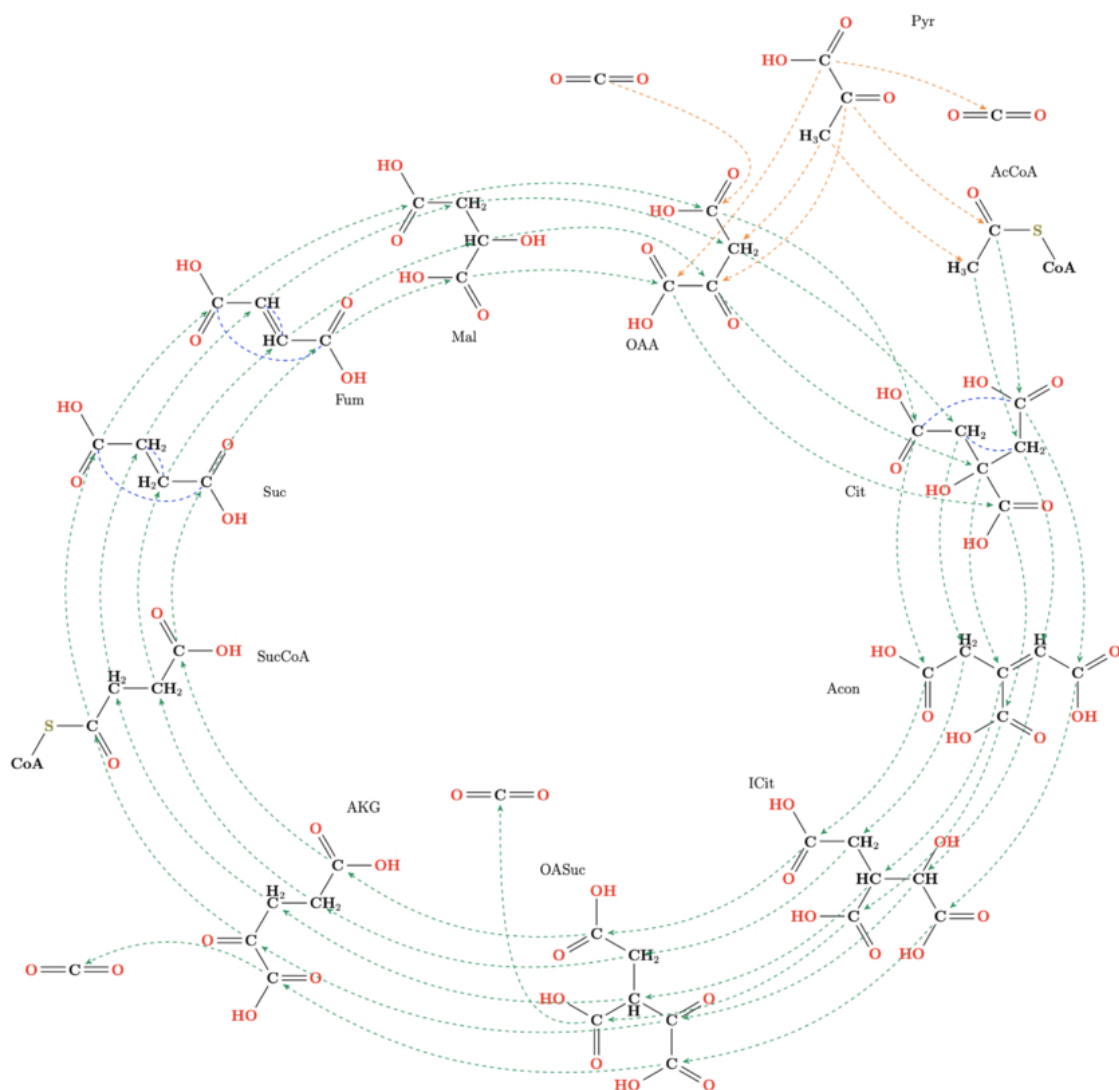 Pyr
O
HO C
O C O
C O
H₃C
O C O
AcCoA
O
C S
H₃C
CoA
HO
C CH₂
O
CH OH
HO C
O
Mal
O
HO C
O CH₂
C C
HO O
OAA
HO
C CH
O
HC C
O
OH
Fum
HO
C CH₂
O
H₂C C
O
OH
Suc
HO O
C
HO
C CH₂
CH₂
O
C
HO
C O
HO
Cit
O
C OH
SucCoA
H₂
C CH₂
S C
CoA O
H₂ H
HO C C C O
C C
O C OH
HO O
Acon
ICit
HO
C CH₂
O
OH
HC CH
HO C C O
O HO
O C O
AKG
O
C OH
H₂
C CH₂
O C
C O
HO
O C O
OASuc
OH
C
O
CH₂
HO C O
H
C C
O
C
HO O